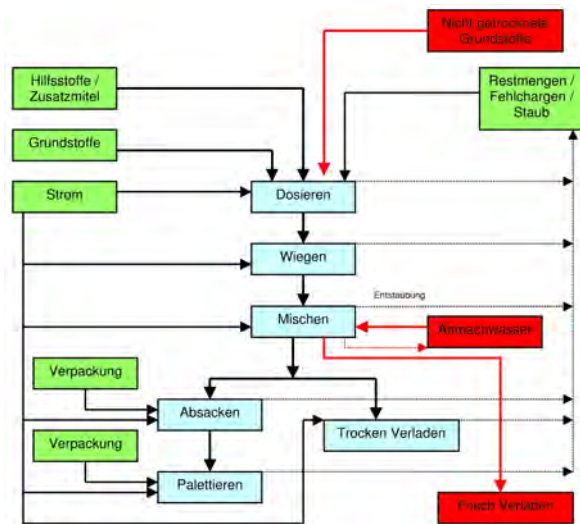 Nicht getrocknete
Grundstoffe
Hilfsstoffe /
Zusatzmitel
Restmengen /
Fehlchargen /
Staub
Grundstoffe
Strom
Dosieren
Wiegen
Entstaubung
Mischen
Anmachwasser
Verpackung
Absacken
Trocken Verladen
Verpackung
Palettieren
Frisch Verladen